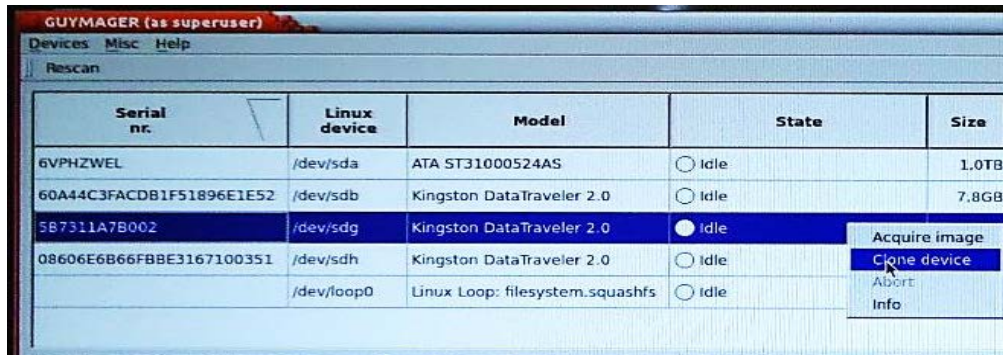 GUYMAGER (as superuser)
Devices Misc Help
Rescan
Serial nr. Linux device Model State Size
6VPHZWEL /dev/sda ATA ST31000524AS Idle 1,0TB
60A44C3FACDB1F51896E1E52 /dev/sdb Kingston DataTraveler 2.0 Idle 7,8GB
5B7311A7B002 /dev/sdg Kingston DataTraveler 2.0 Idle
Acquire image
08606E6B66FBBE3167100351 /dev/sdh Kingston DataTraveler 2.0 Idle
Clone device
Abort
/dev/loop0 Linux Loop: filesystem.squashfs Idle
Info